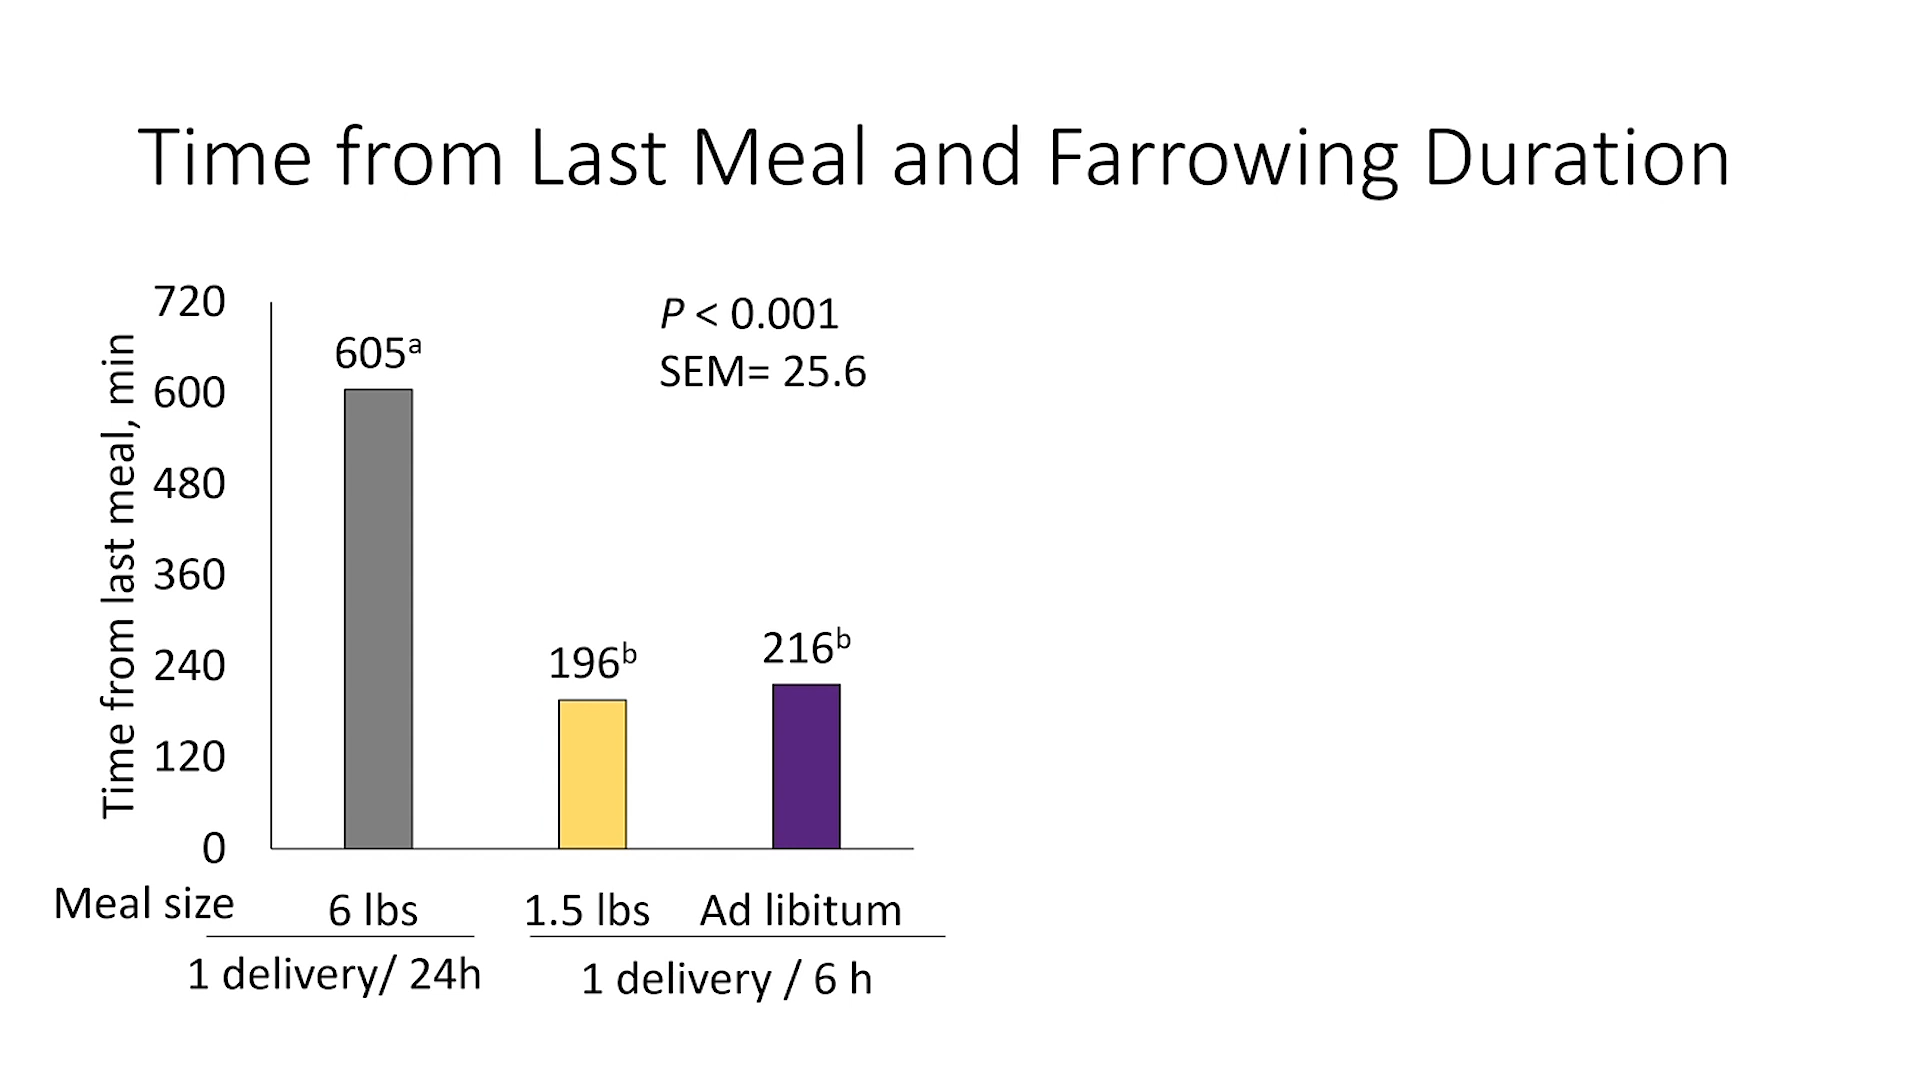 Time from Last Meal and Farrowing Duration
P < 0.001
SEM= 25.6
Time from last meal, min
720
600
480
360
240
120
0
605ᵃ
196ᵇ
216ᵇ
Meal size
6 lbs
1.5 lbs
Ad libitum
1 delivery/ 24h
1 delivery / 6 h